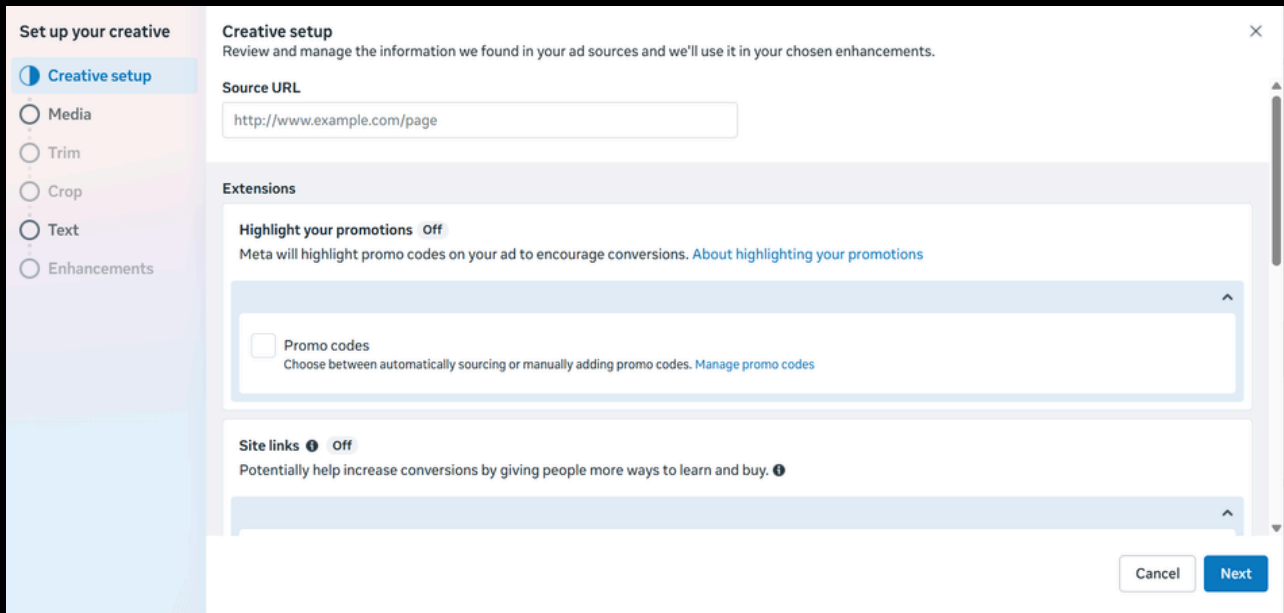 Set up your creative
Creative setup
Media
Trim
Crop
Text
Enhancements
Creative setup
Review and manage the information we found in your ad sources and we'll use it in your chosen enhancements.
Source URL
http://www.example.com/page
Extensions
Highlight your promotions Off
Meta will highlight promo codes on your ad to encourage conversions. About highlighting your promotions
Promo codes
Choose between automatically sourcing or manually adding promo codes. Manage promo codes
Site links Off
Potentially help increase conversions by giving people more ways to learn and buy.
Cancel Next